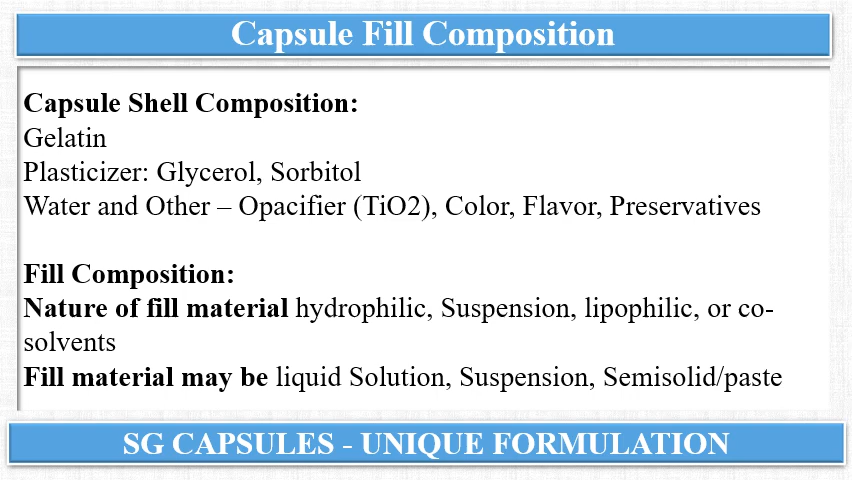 Capsule Fill Composition
Capsule Shell Composition:
Gelatin
Plasticizer: Glycerol, Sorbitol
Water and Other – Opacifier (TiO2), Color, Flavor, Preservatives
Fill Composition:
Nature of fill material hydrophilic, Suspension, lipophilic, or co-
solvents
Fill material may be liquid Solution, Suspension, Semisolid/paste
SG CAPSULES - UNIQUE FORMULATION